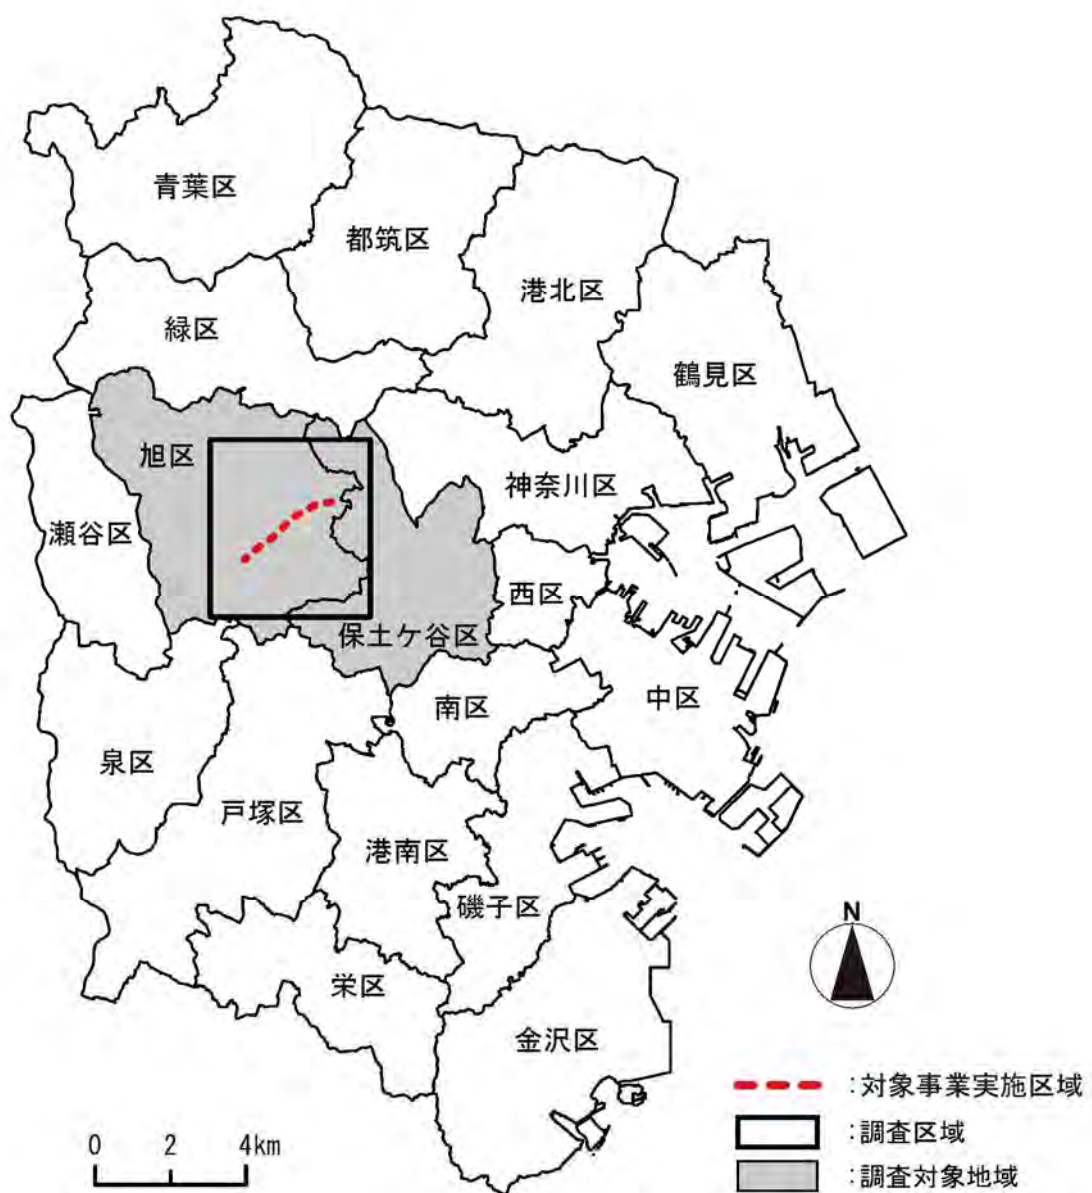 青葉区
都筑区
港北区
緑区
鶴見区
旭区
神奈川区
瀬谷区
西区
保土ケ谷区
南区
中区
泉区
戸塚区
港南区
磯子区
N
栄区
金沢区
:対象事業実施区域
:調査区域
:調査対象地域
0 2 4km